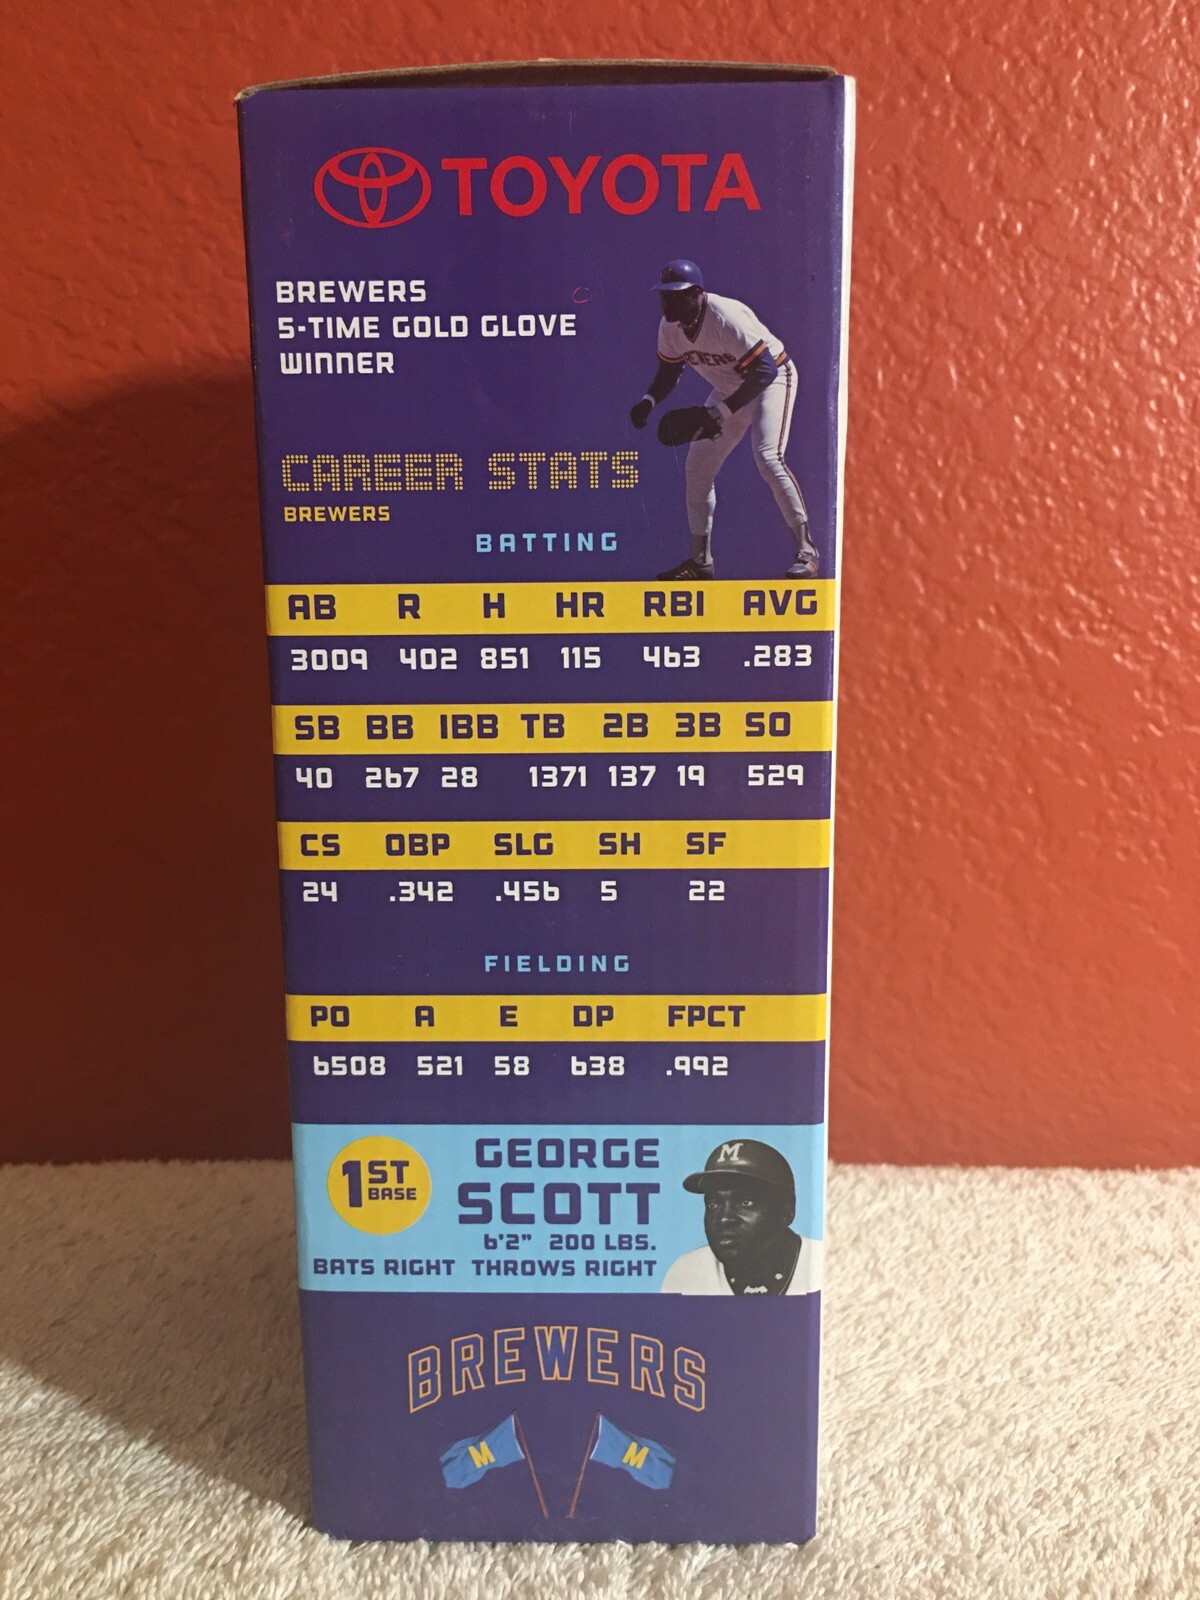 TOYOTA
BREWERS
5-TIME GOLD GLOVE
WINNER
BREWERS
CAREER STATS
BREWERS
BATTING
AB R H HR RBI AVG
3009 402 851 115 463 .283
SB BB IBB TB 2B 3B SO
40 267 28 1371 137 19 529
CS OBP SLG SH SF
24 .342 .456 5 22
FIELDING
PO A E DP FPCT
6508 521 58 638 .992
1ST
BASE
M
GEORGE
SCOTT
6'2" 200 LBS.
BATS RIGHT THROWS RIGHT
BREWERS
M M